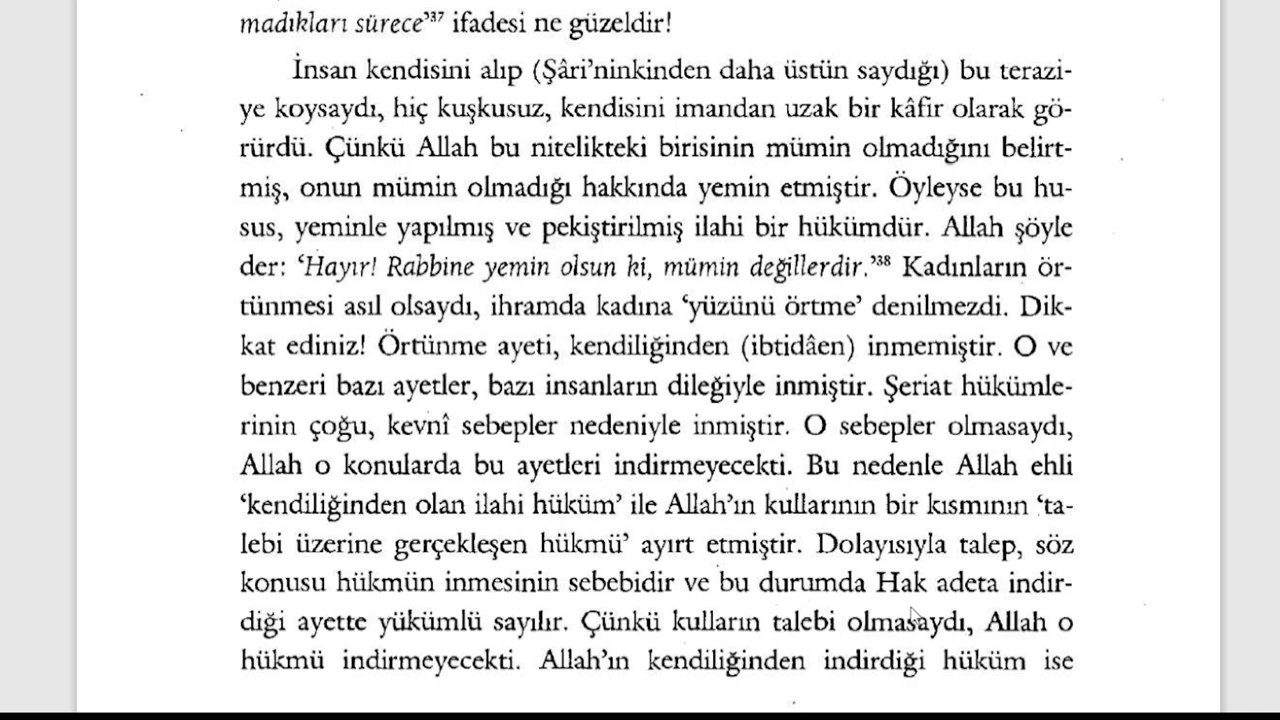 madıkları sürece’³⁷ ifadesi ne güzeldir!
İnsan kendisini alıp (Şâri’ninkinden daha üstün saydığı) bu terazi-
ye koysaydı, hiç kuşkusuz, kendisini imandan uzak bir kâfir olarak gö-
rürdü. Çünkü Allah bu nitelikteki birisinin mümin olmadığını belirt-
miş, onun mümin olmadığı hakkında yemin etmiştir. Öyleyse bu hu-
sus, yeminle yapılmış ve pekiştirilmiş ilahi bir hükümdür. Allah şöyle
der: ‘Hayır! Rabbine yemin olsun ki, mümin değillerdir.’³⁸ Kadınların ör-
tünmesi asıl olsaydı, ihramda kadına ‘yüzünü örtme’ denilmezdi. Dik-
kat ediniz! Örtünme ayeti, kendiliğinden (ibtidâen) inmemiştir. O ve
benzeri bazı ayetler, bazı insanların dileğiyle inmiştir. Şeriat hükümle-
rinin çoğu, kevnî sebepler nedeniyle inmiştir. O sebepler olmasaydı,
Allah o konularda bu ayetleri indirmeyecekti. Bu nedenle Allah ehli
‘kendiliğinden olan ilahi hüküm’ ile Allah’ın kullarının bir kısmının ‘ta-
lebi üzerine gerçekleşen hükmü’ ayırt etmiştir. Dolayısıyla talep, söz
konusu hükmün inmesinin sebebidir ve bu durumda Hak adeta indir-
diği ayette yükümlü sayılır. Çünkü kulların talebi olmasaydı, Allah o
hükmü indirmeyecekti. Allah’ın kendiliğinden indirdiği hüküm ise